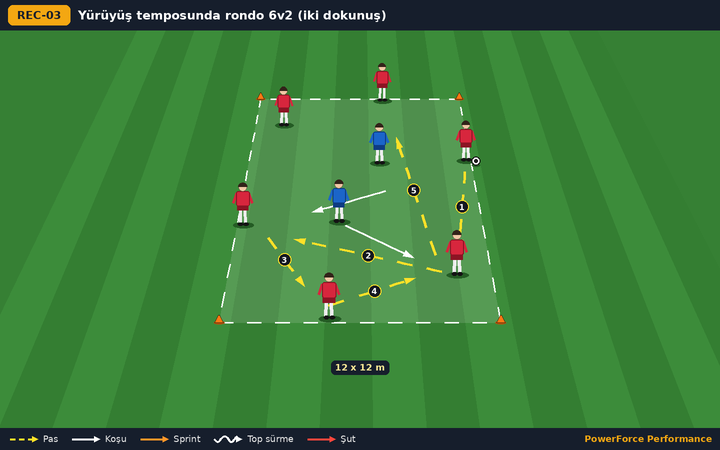 REC-03 Yürüyüş temposunda rondo 6v2 (iki dokunuş)
5
1
2
3
4
12 x 12 m
Pas Koşu Sprint Top sürme Şut PowerForce Performance